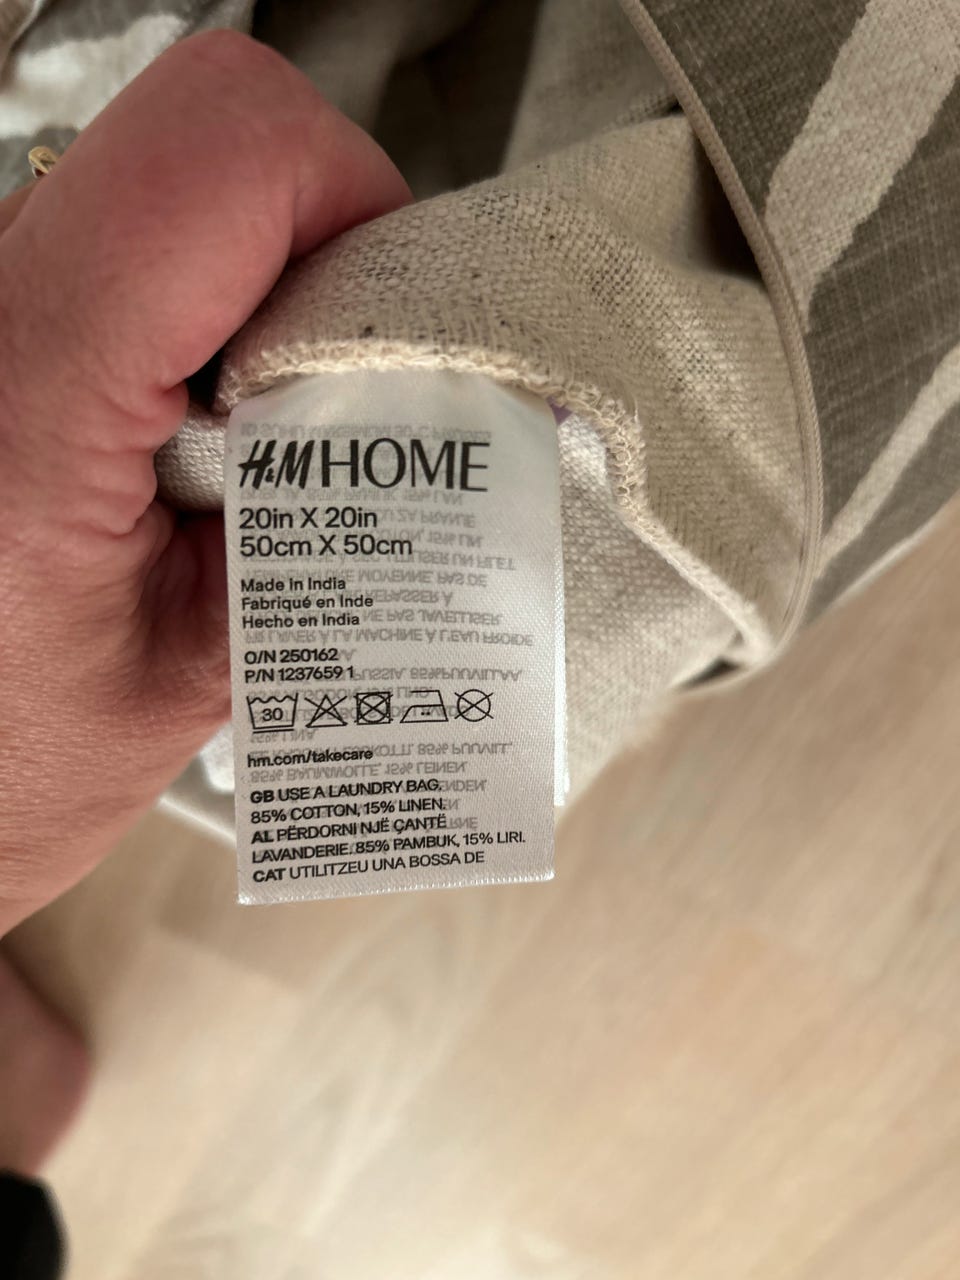 H&M HOME
20in X 20in
50cm X 50cm
Made in India
Fabriqué en Inde
Hecho en India
O/N 250162
P/N 1237659 1
30
hm.com/takecare
GB USE A LAUNDRY BAG.
85% COTTON, 15% LINEN.
AL PËRDORNI NJË ÇANTË
LAVANDERIE. 85% PAMBUK, 15% LIRI.
CAT UTILITZEU UNA BOSSA DE